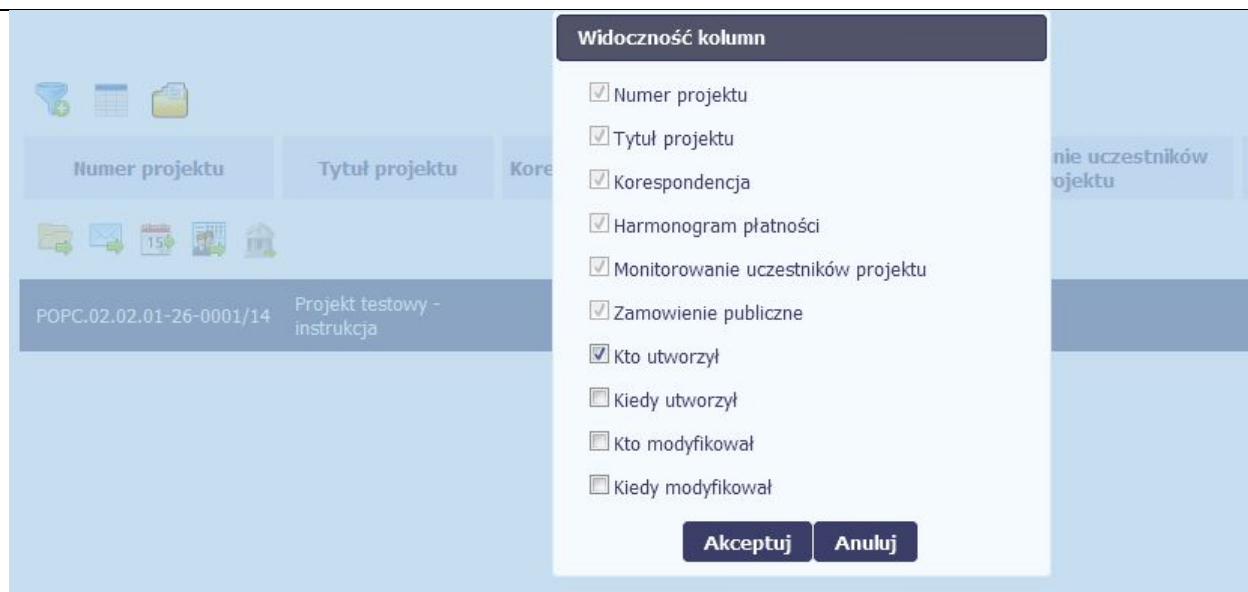 Widoczność kolumn
Numer projektu
Tytuł projektu
Kore
nie uczestników
ojektu
15
POPC.02.02.01-26-0001/14
Projekt testowy -
instrukcja
Numer projektu
Tytuł projektu
Korespondencja
Harmonogram płatności
Monitorowanie uczestników projektu
Zamowienie publiczne
Kto utworzył
Kiedy utworzył
Kto modyfikował
Kiedy modyfikował
Akceptuj
Anuluj